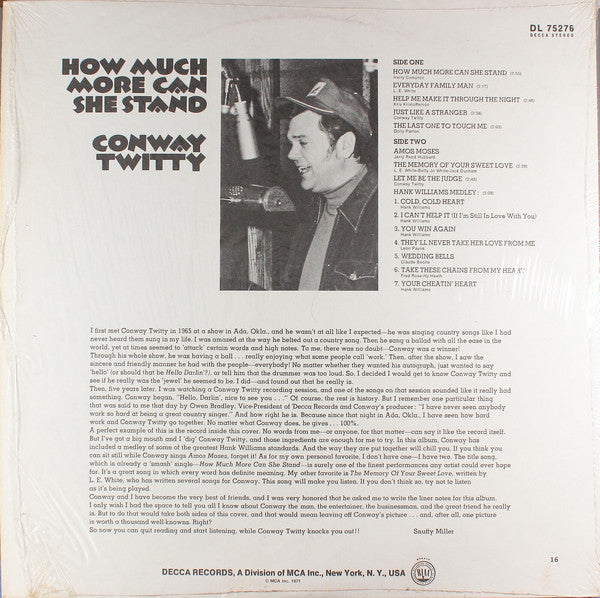 DL 75276
DECCA STEREO
HOW MUCH
MORE CAN
SHE STAND
CONWAY
TWITTY
SIDE ONE
HOW MUCH MORE CAN SHE STAND (2:55)
Harry Compton
EVERYDAY FAMILY MAN (2:17)
L. E. White
HELP ME MAKE IT THROUGH THE NIGHT (2:46)
Kris Kristofferson
JUST LIKE A STRANGER (2:36)
Conway Twitty
THE LAST ONE TO TOUCH ME (3:03)
Dolly Parton
SIDE TWO
AMOS MOSES
Jerry Reed Hubbard
THE MEMORY OF YOUR SWEET LOVE (2:29)
L. E. White-Betty Jo White-Jack Dunham
LET ME BE THE JUDGE (2:45)
Conway Twitty
HANK WILLIAMS MEDLEY: (5:08)
1. COLD, COLD HEART
Hank Williams
2. I CAN'T HELP IT (If I'm Still In Love With You)
Hank Williams
3. YOU WIN AGAIN
Hank Williams
4. THEY'LL NEVER TAKE HER LOVE FROM ME
Leon Payne
5. WEDDING BELLS
Claude Boone
6. TAKE THESE CHAINS FROM MY HEART
Fred Rose-Hy Heath
7. YOUR CHEATIN' HEART
Hank Williams
I first met Conway Twitty in 1965 at a show in Ada, Okla., and he wasn't at all like I expected—he was singing country songs like I had
never heard them sung in my life. I was amazed at the way he belted out a country song. Then he sang a ballad with all the ease in the
world, yet at times seemed to 'attack' certain words and high notes. To me, there was no doubt—Conway was a winner!
Through his whole show, he was having a ball . . . really enjoying what some people call 'work.' Then, after the show, I saw the
sincere and friendly manner he had with the people—everybody! No matter whether they wanted his autograph, just wanted to say
'hello' (or should that be Hello Darlin'?), or tell him that the drummer was too loud. So, I decided I would get to know Conway Twitty and
see if he really was the 'jewel' he seemed to be. I did—and found out that he really is.
Then, five years later, I was watching a Conway Twitty recording session, and one of the songs on that session sounded like it really had
something. Conway began, "Hello, Darlin', nice to see you . . ." Of course, the rest is history. But I remember one particular thing
that was said to me that day by Owen Bradley, Vice-President of Decca Records and Conway's producer: "I have never seen anybody
work so hard at being a great country singer." And how right he is. Because since that night in Ada, Okla., I have seen how hard
work and Conway Twitty go together. No matter what Conway does, he gives . . . 100%.
A perfect example of this is the record inside this cover. No words from me—or anyone, for that matter—can say it like the record itself.
But I've got a big mouth and I 'dig' Conway Twitty, and those ingredients are enough for me to try. In this album, Conway has
included a medley of some of the greatest Hank Williams standards. And the way they are put together will chill you. If you think you
can sit still while Conway sings Amos Moses, forget it! As for my own personal favorite, I don't have one—I have two. The title song,
which is already a 'smash' single—How Much More Can She Stand—is surely one of the finest performances any artist could ever hope
for. It's a great song in which every word has definite meaning. My other favorite is The Memory Of Your Sweet Love, written by
L. E. White, who has written several songs for Conway. This song will make you listen. If you don't think so, try not to listen
as it's being played.
Conway and I have become the very best of friends, and I was very honored that he asked me to write the liner notes for this album.
I only wish I had the space to tell you all I know about Conway the man, the entertainer, the businessman, and the great friend he really
is. But to do that would take both sides of this cover, and that would mean leaving off Conway's picture . . . and, after all, one picture
is worth a thousand well-knowns. Right?
So now you can quit reading and start listening, while Conway Twitty knocks you out!! Snuffy Miller
16
DECCA RECORDS, A Division of MCA Inc., New York, N. Y., USA
© MCA Inc. 1971